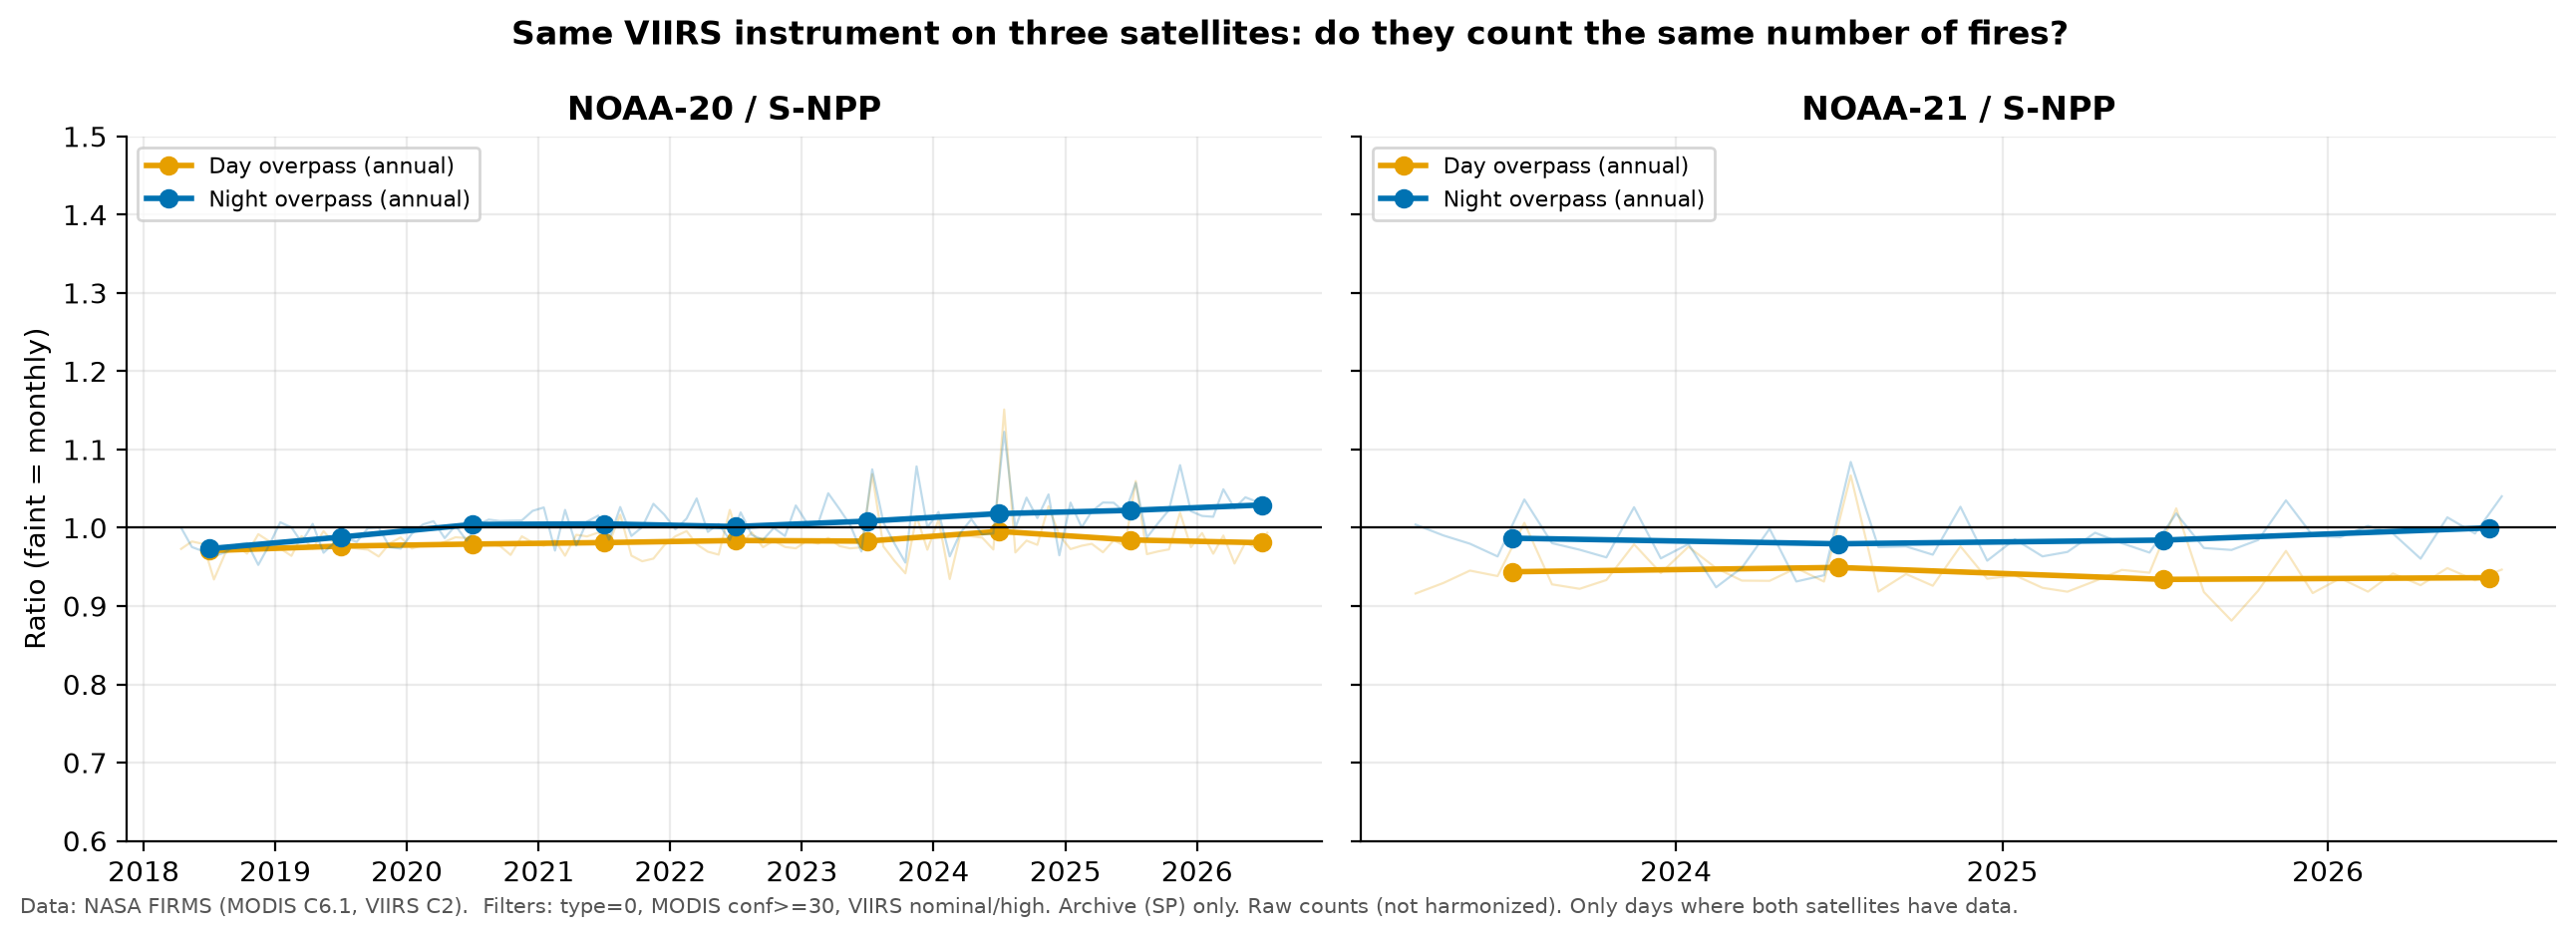 Same VIIRS instrument on three satellites: do they count the same number of fires?
NOAA-20 / S-NPP
NOAA-21 / S-NPP
Ratio (faint = monthly)
1.5
1.4
1.3
1.2
1.1
1.0
0.9
0.8
0.7
0.6
Day overpass (annual)
Night overpass (annual)
2018 2019 2020 2021 2022 2023 2024 2025 2026
Day overpass (annual)
Night overpass (annual)
2024 2025 2026
Data: NASA FIRMS (MODIS C6.1, VIIRS C2).  Filters: type=0, MODIS conf>=30, VIIRS nominal/high. Archive (SP) only. Raw counts (not harmonized). Only days where both satellites have data.